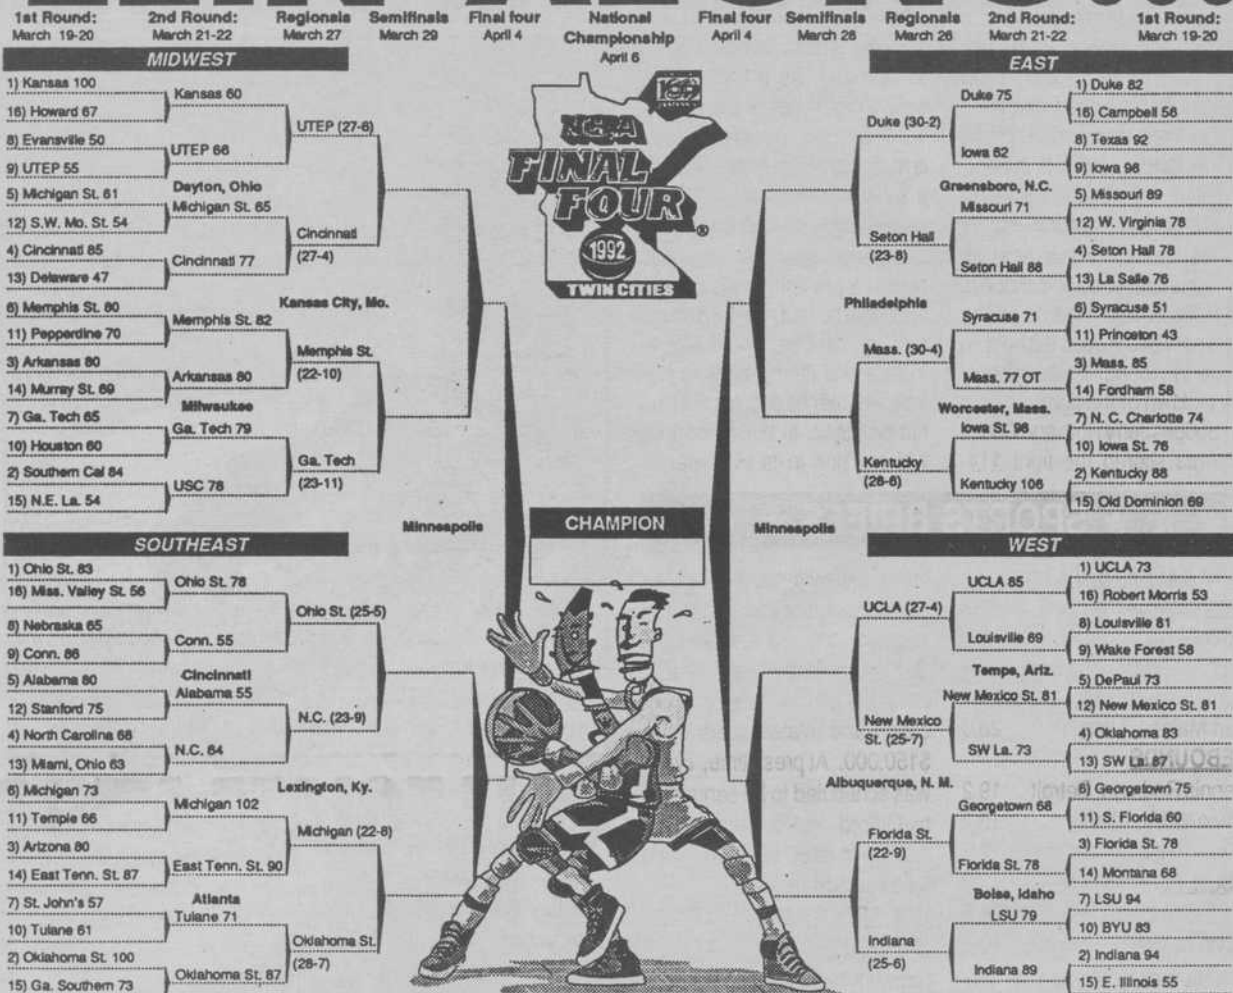 1st Round:
March 19-20
2nd Round:
March 21-22
Regionals
March 27
Semifinals
March 29
Final four
April 4
National
Championship
April 6
Final four
April 4
Semifinals
March 28
Regionals
March 26
2nd Round:
March 21-22
1st Round:
March 19-20
MIDWEST
1) Kansas 100
16) Howard 67
8) Evansville 50
9) UTEP 55
5) Michigan St. 61
12) S.W. Mo. St. 54
4) Cincinnati 85
13) Delaware 47
6) Memphis St. 80
11) Pepperdine 70
3) Arkansas 80
14) Murray St. 69
7) Ga. Tech 65
10) Houston 60
2) Southern Cal 84
15) N.E. La. 54
Kansas 60
UTEP 66
Dayton, Ohio
Michigan St. 65
Cincinnati 77
Memphis St. 82
Arkansas 80
Milwaukee
Ga. Tech 79
USC 78
UTEP (27-6)
Cincinnati
(27-4)
Kansas City, Mo.
Memphis St.
(22-10)
Ga. Tech
(23-11)
Minneapolis
SOUTHEAST
1) Ohio St. 83
16) Miss. Valley St. 56
8) Nebraska 65
9) Conn. 86
5) Alabama 80
12) Stanford 75
4) North Carolina 68
13) Miami, Ohio 63
6) Michigan 73
11) Temple 66
3) Arizona 80
14) East Tenn. St. 87
7) St. John's 57
10) Tulane 61
2) Oklahoma St. 100
15) Ga. Southern 73
Ohio St. 78
Conn. 55
Cincinnati
Alabama 55
N.C. 64
Michigan 102
East Tenn. St. 90
Atlanta
Tulane 71
Oklahoma St. 87
Ohio St. (25-5)
N.C. (23-9)
Lexington, Ky.
Michigan (22-8)
Oklahoma St.
(28-7)
NCAA
FINAL
FOUR
®
1992
TWIN CITIES
CHAMPION
EAST
Duke 75
Iowa 62
Greensboro, N.C.
Missouri 71
Seton Hall 88
Syracuse 71
Mass. 77 OT
Worcester, Mass.
Iowa St. 98
Kentucky 106
1) Duke 82
16) Campbell 56
8) Texas 92
9) Iowa 98
5) Missouri 89
12) W. Virginia 78
4) Seton Hall 78
13) La Salle 76
6) Syracuse 51
11) Princeton 43
3) Mass. 85
14) Fordham 58
7) N. C. Charlotte 74
10) Iowa St. 76
2) Kentucky 88
15) Old Dominion 69
Duke (30-2)
Seton Hall
(23-8)
Philadelphia
Mass. (30-4)
Kentucky
(28-6)
Minneapolis
WEST
UCLA 85
Louisville 69
Tempe, Ariz.
New Mexico St. 81
SW La. 73
Georgetown 68
Florida St. 78
Boise, Idaho
LSU 79
Indiana 89
1) UCLA 73
16) Robert Morris 53
8) Louisville 81
9) Wake Forest 58
5) DePaul 73
12) New Mexico St. 81
4) Oklahoma 83
13) SW La. 87
6) Georgetown 75
11) S. Florida 60
3) Florida St. 78
14) Montana 68
7) LSU 94
10) BYU 83
2) Indiana 94
15) E. Illinois 55
UCLA (27-4)
New Mexico
St. (25-7)
Albuquerque, N. M.
Florida St.
(22-9)
Indiana
(25-6)